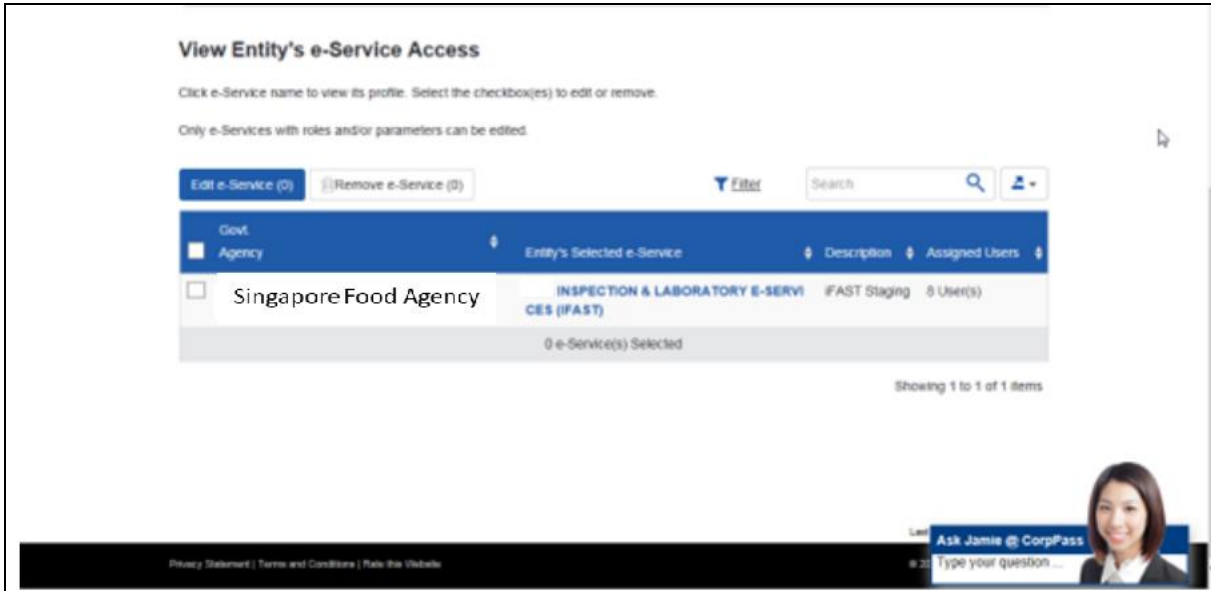 View Entity's e-Service Access
Click e-Service name to view its profile. Select the checkbox(es) to edit or remove.
Only e-Services with roles and/or parameters can be edited.
Edit e-Service (0) Remove e-Service (0) Filter Search
Govt.
Agency Entity's Selected e-Service Description Assigned Users
Singapore Food Agency INSPECTION & LABORATORY E-SERVI iFAST Staging 8 User(s)
CES (IFAST)
0 e-Service(s) Selected
Showing 1 to 1 of 1 items
Ask Jamie @ CorpPass
Privacy Statement | Terms and Conditions | Rate this Website © 20
Type your question ...